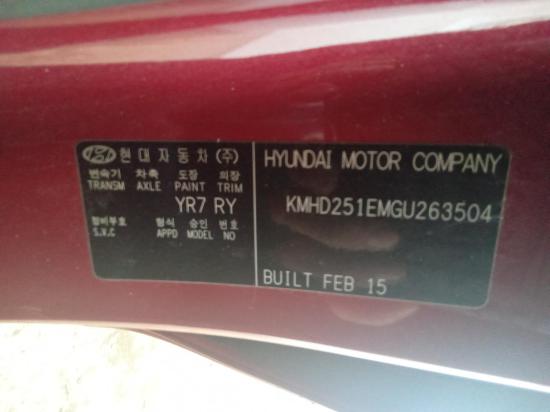 현대자동차(주)
변속기 차축 도장 의장
TRANSM AXLE PAINT TRIM
YR7 RY
정비부호 형식 승인 번호
S.V.C APPD MODEL NO
HYUNDAI MOTOR COMPANY
KMHD251EMGU263504
BUILT FEB 15